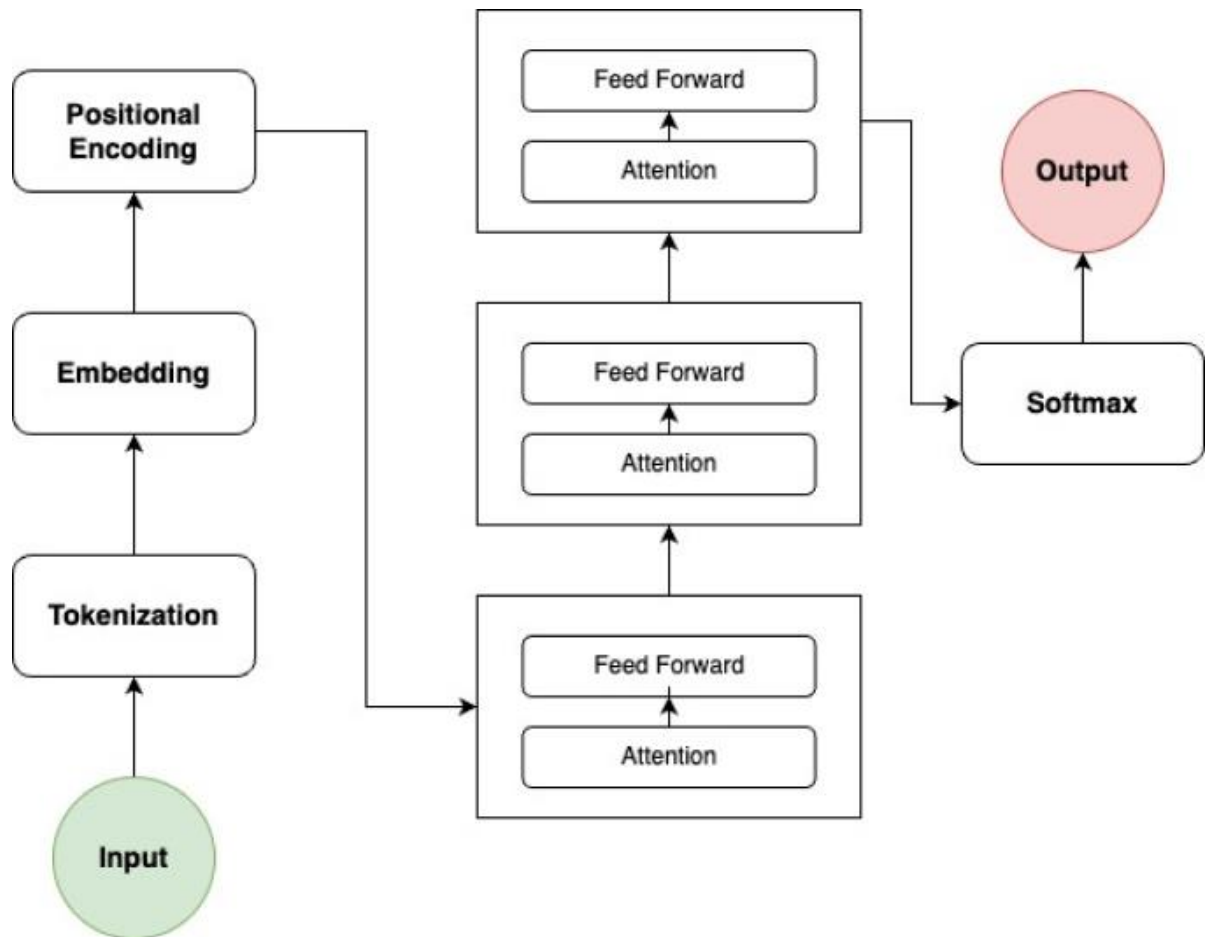 Input
Tokenization
Embedding
Positional
Encoding
Feed Forward
Attention
Feed Forward
Attention
Feed Forward
Attention
Softmax
Output